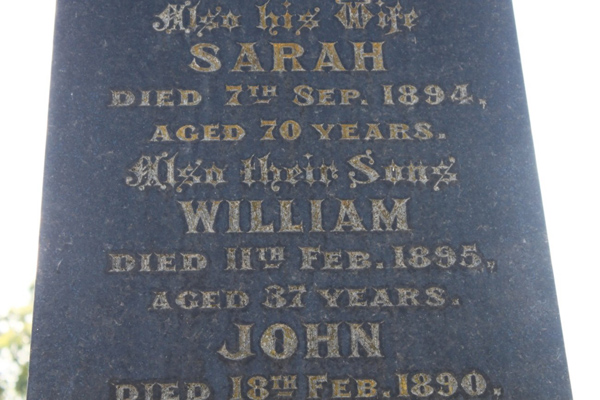 Also his Wife
SARAH
DIED 7TH SEP. 1894,
AGED 70 YEARS.
Also their Sons
WILLIAM
DIED 11TH FEB. 1895,
AGED 37 YEARS.
JOHN
DIED 18TH FEB. 1890.